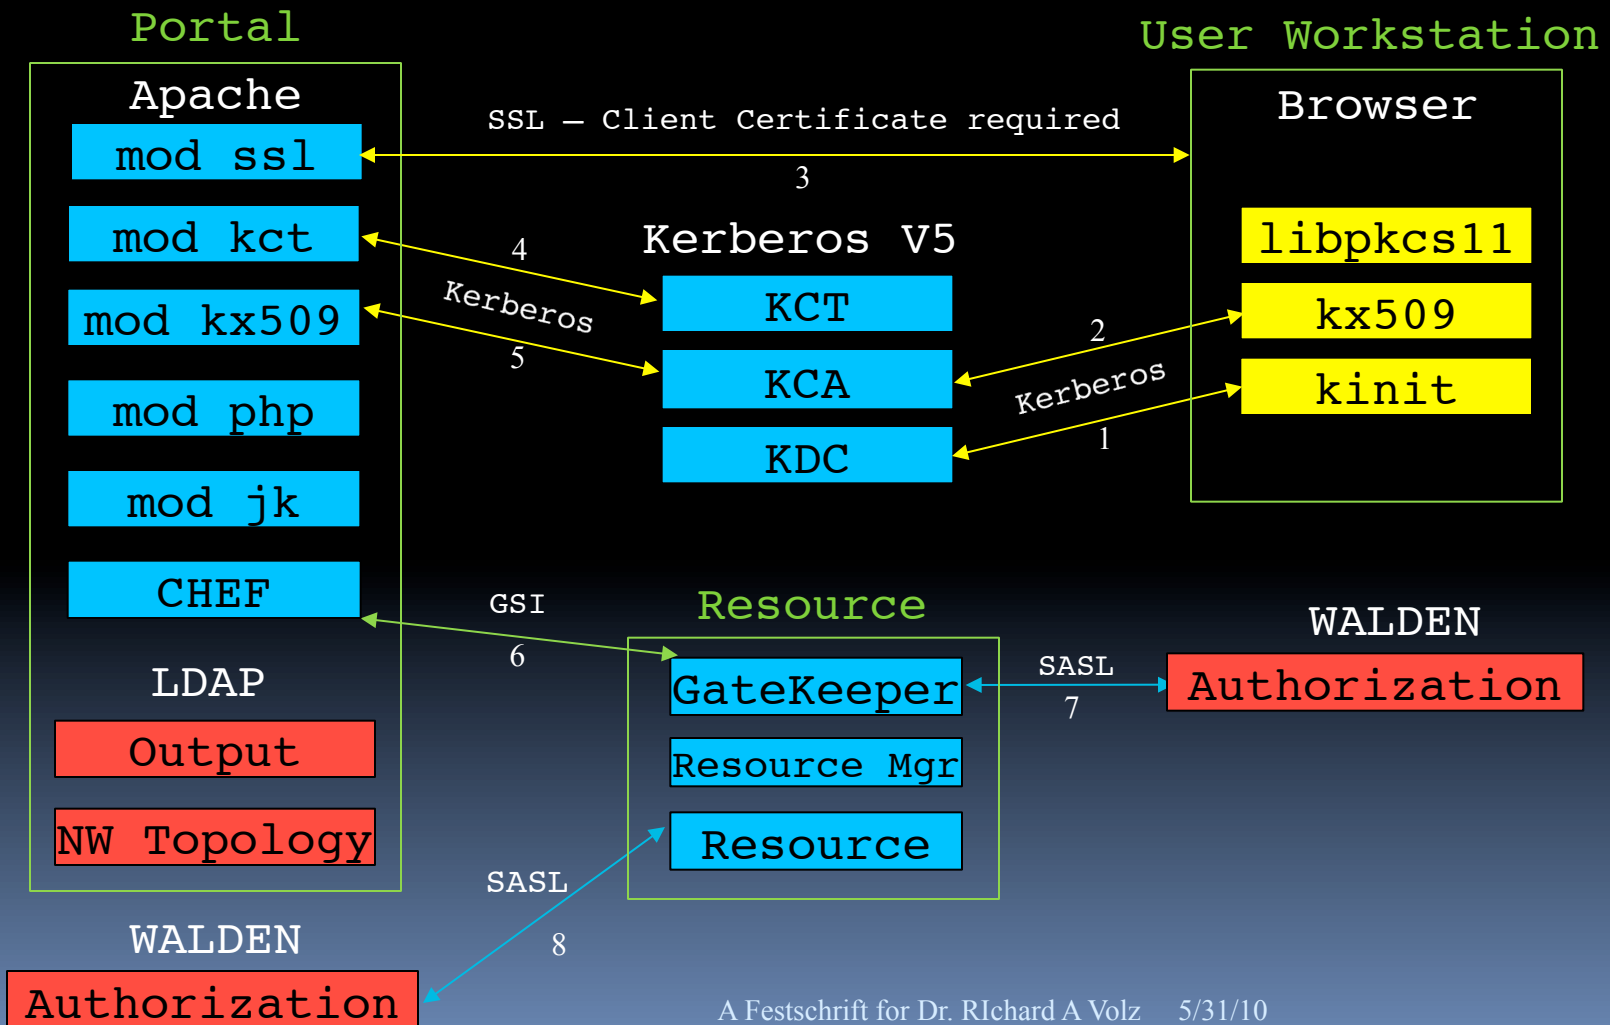 Portal
User Workstation
Apache
Browser
SSL – Client Certificate required
mod ssl
3
mod kct
4
Kerberos V5
libpkcs11
Kerberos
KCT
mod kx509
kx509
5
2
KCA
Kerberos
kinit
mod php
1
KDC
mod jk
CHEF
GSI
6
Resource
WALDEN
LDAP
GateKeeper
SASL
7
Authorization
Output
Resource Mgr
NW Topology
Resource
SASL
8
WALDEN
Authorization
A Festschrift for Dr. RIchard A Volz 5/31/10